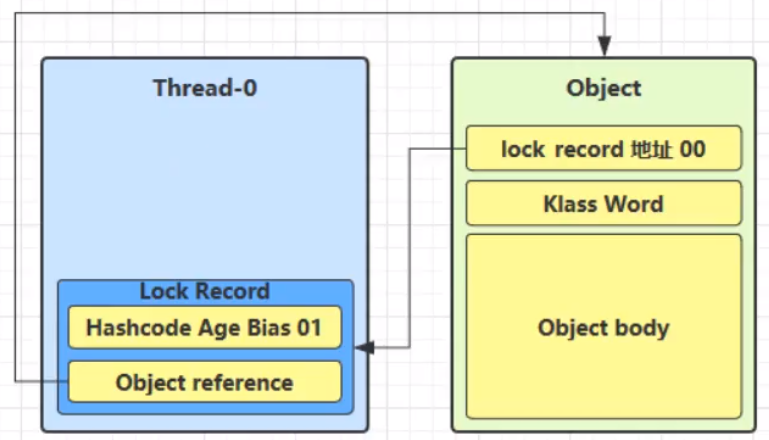 Thread-0
Lock Record
Hashcode Age Bias 01
Object reference
Object
lock record 地址 00
Klass Word
Object body